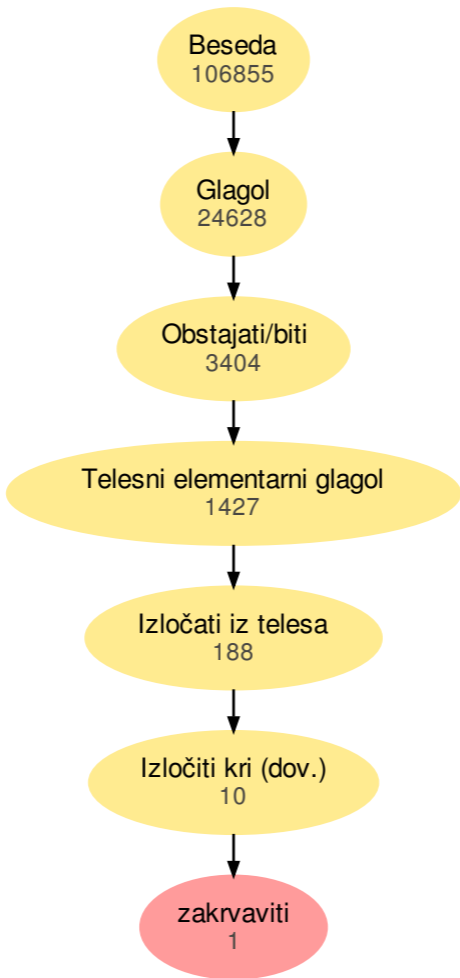 Beseda
106855
Glagol
24628
Obstajati/biti
3404
Telesni elementarni glagol
1427
Izločati iz telesa
188
Izločiti kri (dov.)
10
zakrvaviti
1